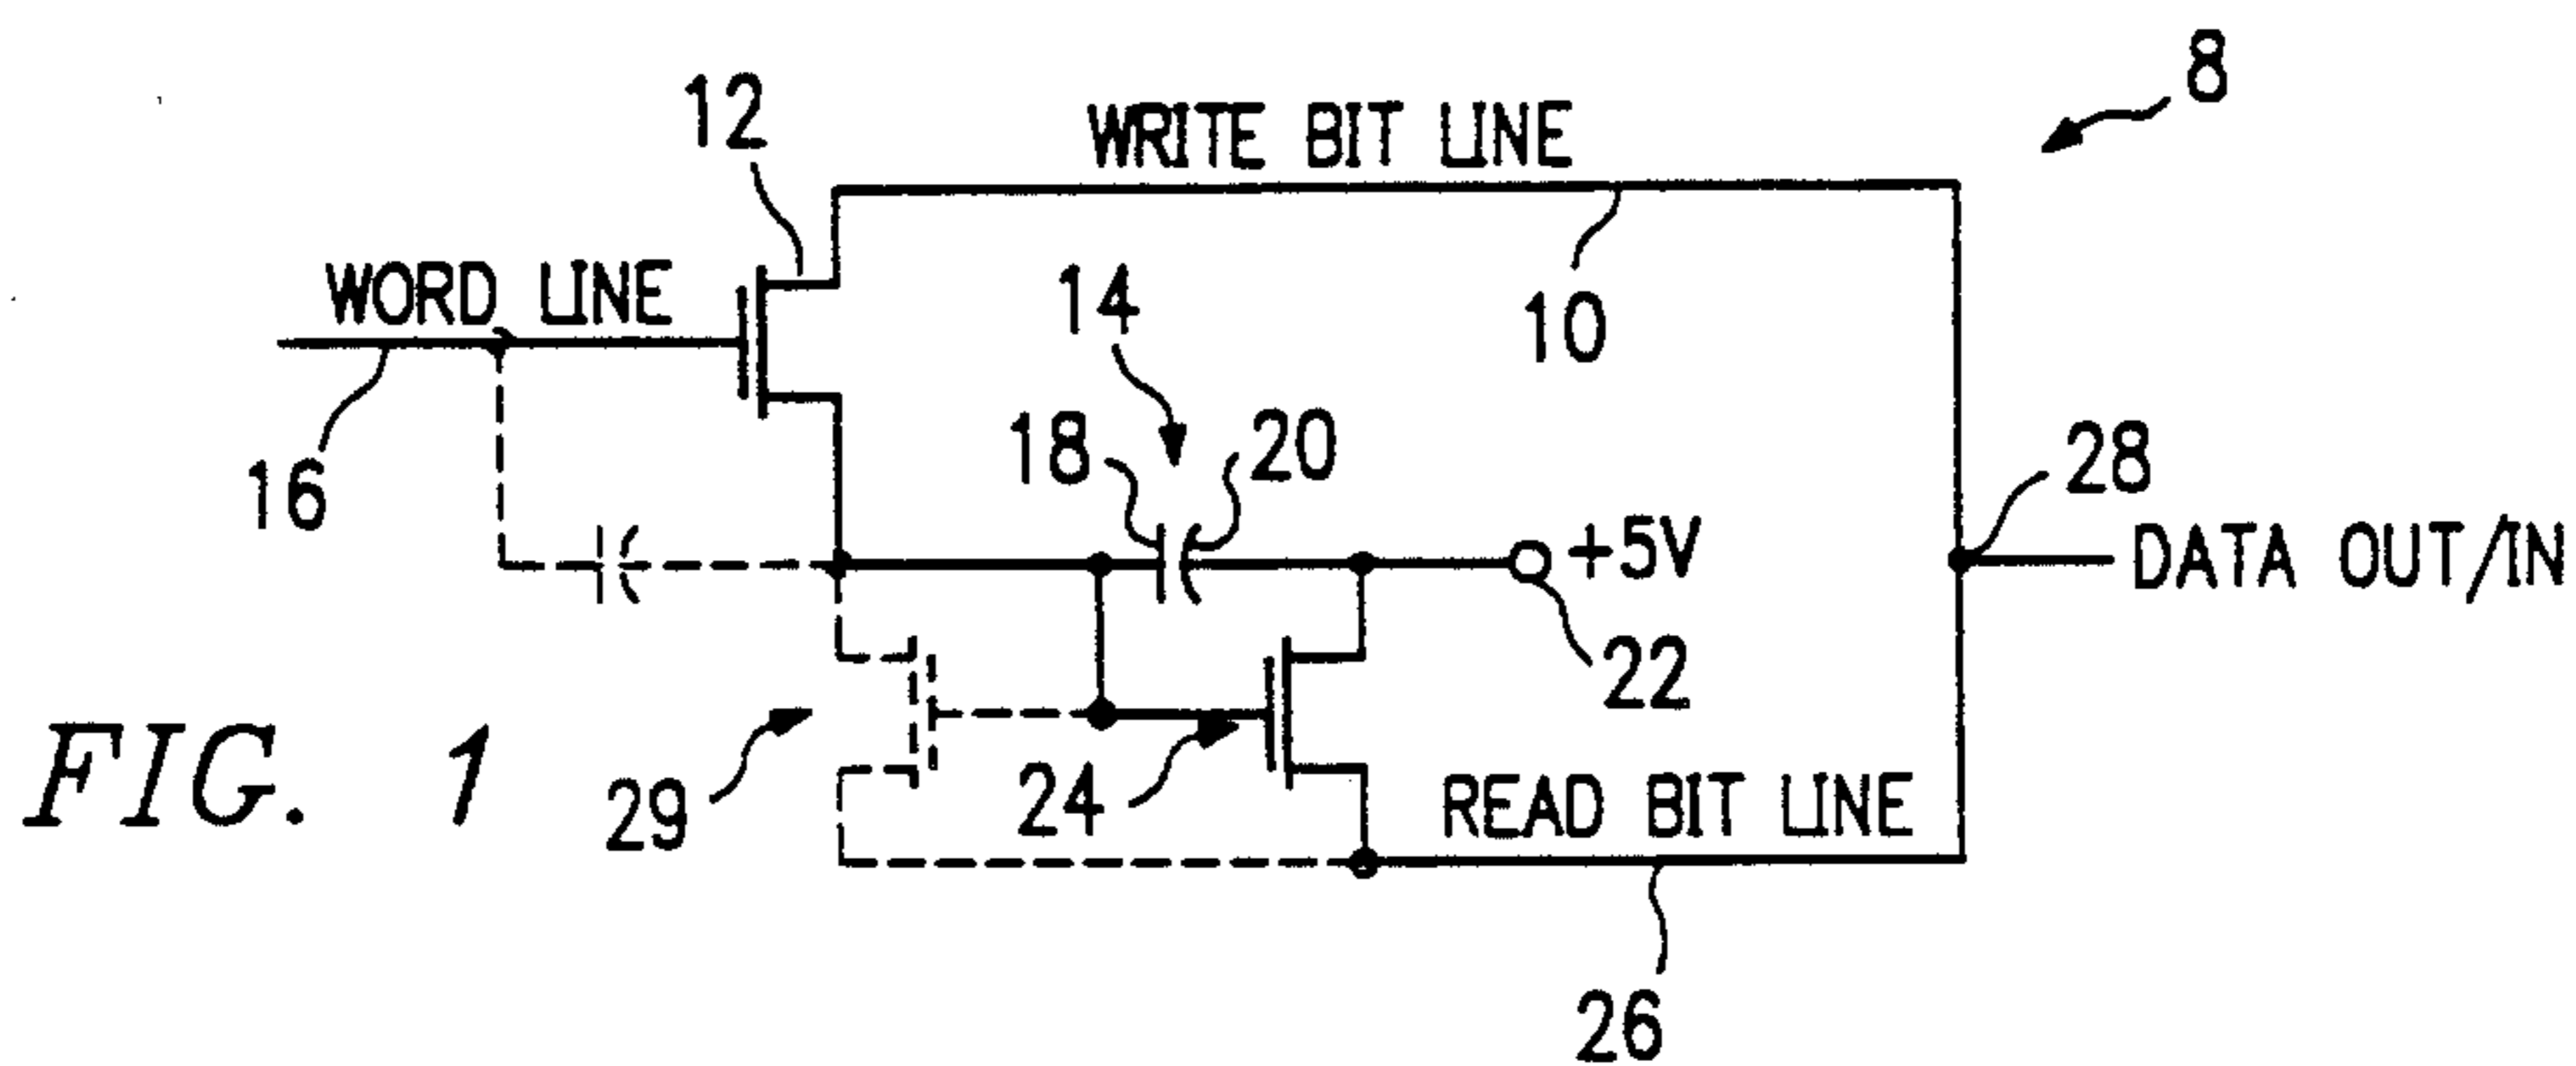 8
12
WRITE BIT LINE
WORD LINE
14
10
16
18
20
28
+5V
DATA OUT/IN
22
29
24
READ BIT LINE
FIG. 1
26